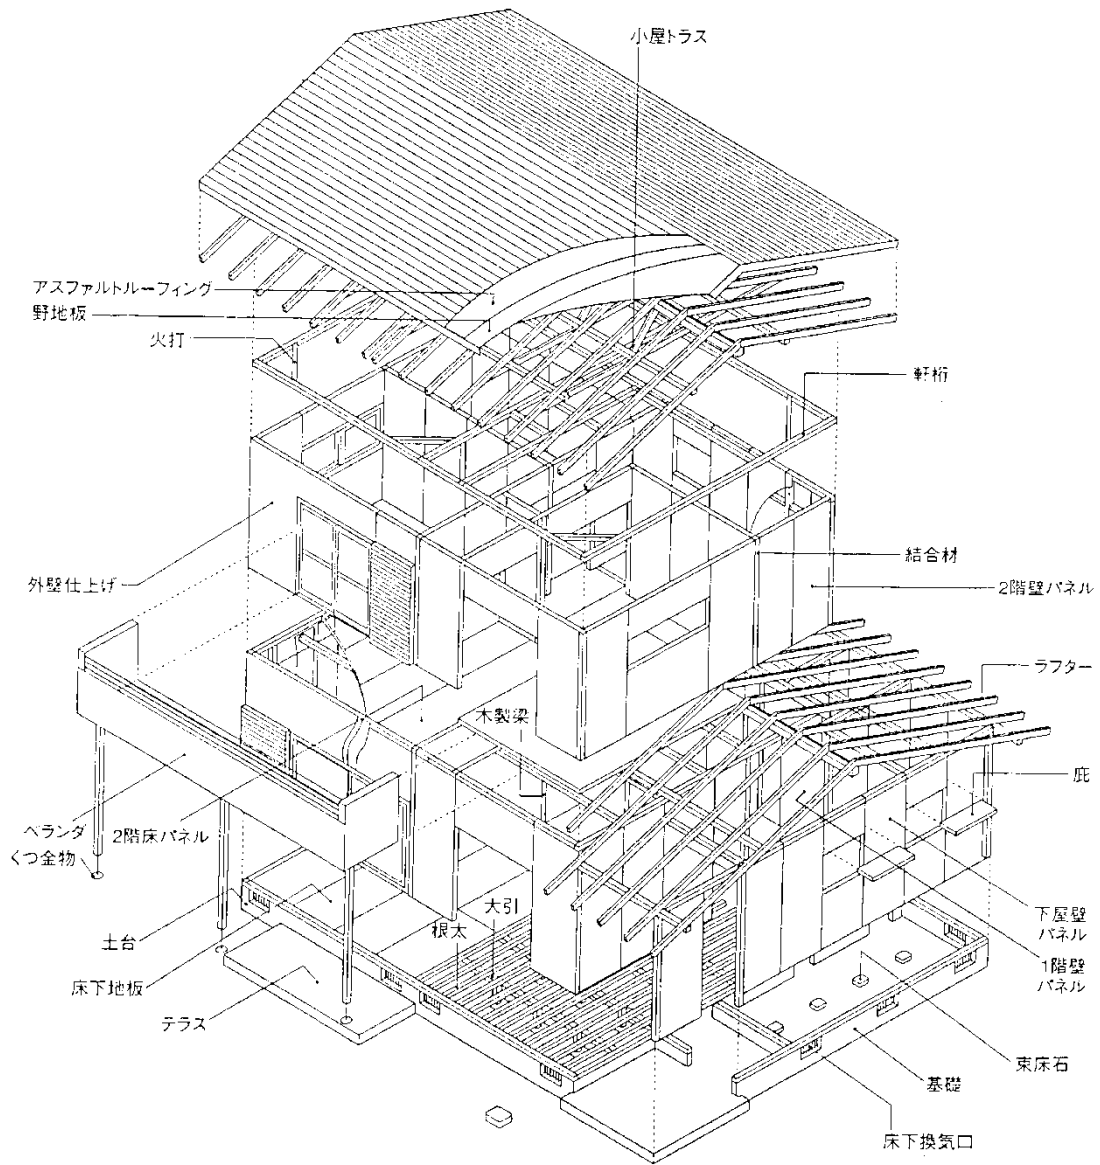 小屋トラス
アスファルトルーフィング
野地板
火打
軒桁
結合材
外壁仕上げ
2階壁パネル
ラフター
木製梁
庇
ベランダ
2階床パネル
くつ金物
大引
根太
下屋壁
パネル
土台
1階壁
パネル
床下地板
テラス
束床石
基礎
床下換気口